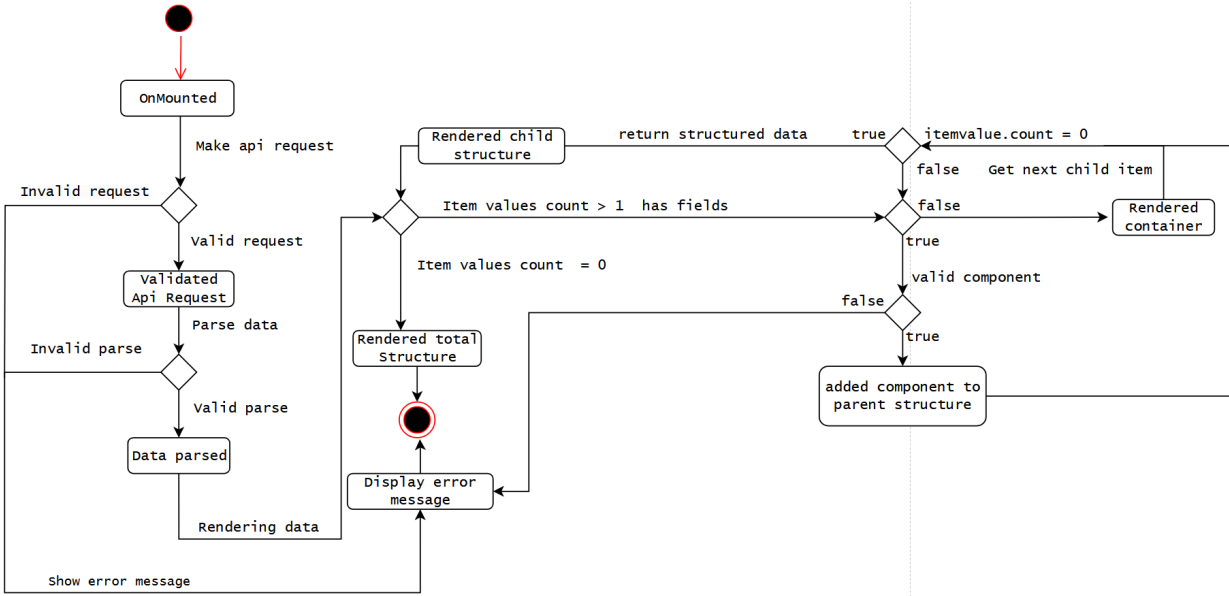 OnMounted
Make api request
Invalid request
Valid request
Validated
Api Request
Parse data
Invalid parse
Valid parse
Data parsed
Rendering data
Show error message
Rendered child
structure
return structured data
true
itemvalue.count = 0
false
Get next child item
Item values count > 1  has fields
false
Rendered
container
true
Item values count  = 0
valid component
false
true
Rendered total
Structure
added component to
parent structure
Display error
message